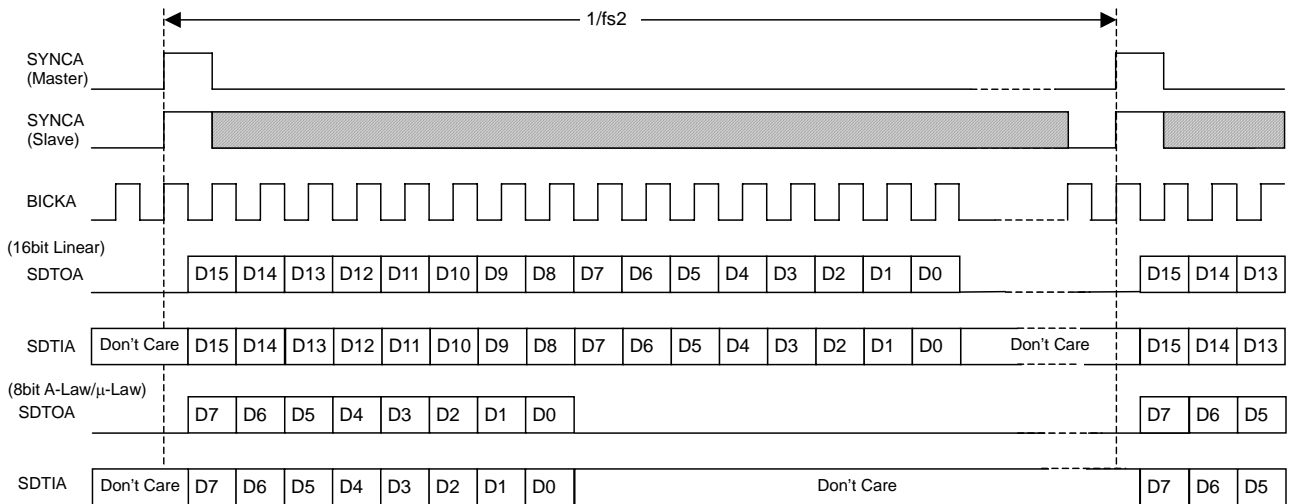 1/fs2
SYNCA
(Master)
SYNCA
(Slave)
BICKA
(16bit Linear)
SDTOA D15 D14 D13 D12 D11 D10 D9 D8 D7 D6 D5 D4 D3 D2 D1 D0 D15 D14 D13
SDTIA Don't Care D15 D14 D13 D12 D11 D10 D9 D8 D7 D6 D5 D4 D3 D2 D1 D0 Don't Care D15 D14 D13
(8bit A-Law/μ-Law)
SDTOA D7 D6 D5 D4 D3 D2 D1 D0 D7 D6 D5
SDTIA Don't Care D7 D6 D5 D4 D3 D2 D1 D0 Don't Care D7 D6 D5